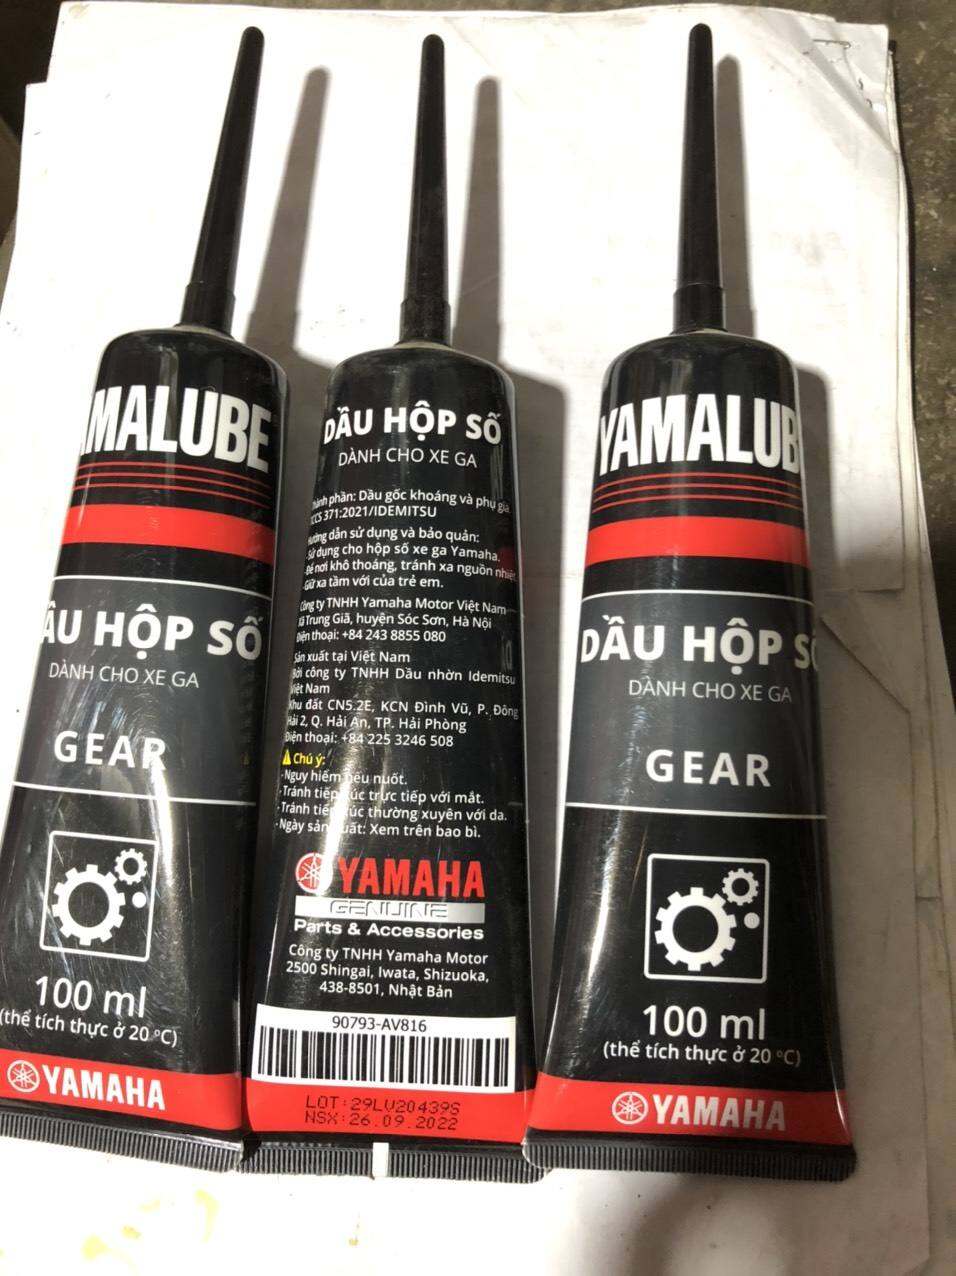 MALUBE
ẦU HỘP SỐ
DÀNH CHO XE GA
GEAR
100 ml
(thể tích thực ở 20 ºC)
YAMAHA
DẦU HỘP SỐ
DÀNH CHO XE GA
phần: Dầu gốc khoáng và phụ gia
371:2021/IDEMITSU
Hướng dẫn sử dụng và bảo quản:
-Sử dụng cho hộp số xe ga Yamaha.
-Để nơi khô thoáng, tránh xa nguồn nhiệt
-Giữ xa tầm với của trẻ em.
Công ty TNHH Yamaha Motor Việt Nam
Xã Trung Giã, huyện Sóc Sơn, Hà Nội
Điện thoại: +84 243 8855 080
Sản xuất tại Việt Nam
Bởi công ty TNHH Dầu nhờn Idemitsu
Việt Nam
Khu đất CN5.2E, KCN Đình Vũ, P. Đông
Hải 2, Q. Hải An, TP. Hải Phòng
Điện thoại: +84 225 3246 508
Chú ý:
-Nguy hiểm nếu nuốt.
-Tránh tiếp xúc trực tiếp với mắt.
-Tránh tiếp xúc thường xuyên với da.
-Ngày sản xuất: Xem trên bao bì.
YAMAHA
GENUINE
Parts & Accessories
Công ty TNHH Yamaha Motor
2500 Shingai, Iwata, Shizuoka,
438-8501, Nhật Bản
90793-AV816
LOT:29LV20439S
NSX:26.09.2022
YAMALUB
DẦU HỘP SỐ
DÀNH CHO XE GA
GEAR
100 ml
(thể tích thực ở 20 ºC)
YAMAHA